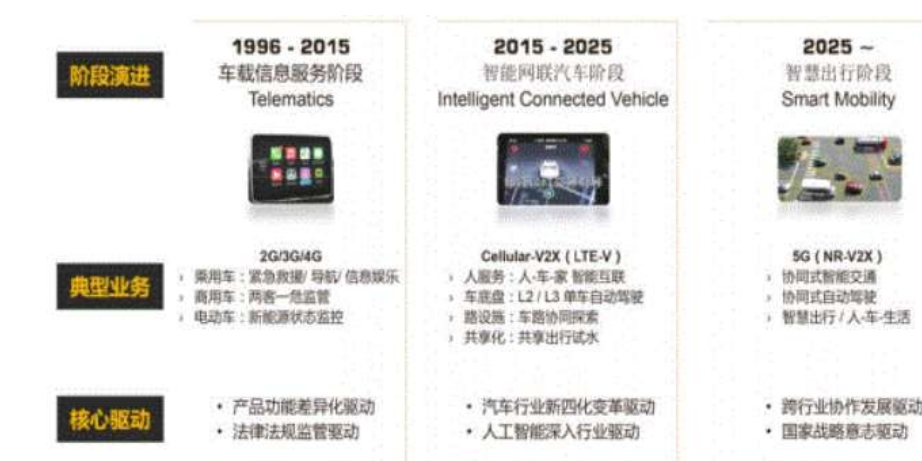 阶段演进
1996 - 2015
车载信息服务阶段
Telematics
2015 - 2025
智能网联汽车阶段
Intelligent Connected Vehicle
2025 ~
智慧出行阶段
Smart Mobility
典型业务
2G/3G/4G
› 乘用车：紧急救援/ 导航/ 信息娱乐
› 商用车：两客一危监管
› 电动车：新能源状态监控
Cellular-V2X（LTE-V）
› 人服务：人-车-家 智能互联
› 车底盘：L2 / L3 单车自动驾驶
› 路设施：车路协同探索
› 共享化：共享出行试水
5G（NR-V2X）
› 协同式智能交通
› 协同式自动驾驶
› 智慧出行 / 人-车-生活
核心驱动
• 产品功能差异化驱动
• 法律法规监管驱动
• 汽车行业新四化变革驱动
• 人工智能深入行业驱动
• 跨行业协作发展驱动
• 国家战略意志驱动